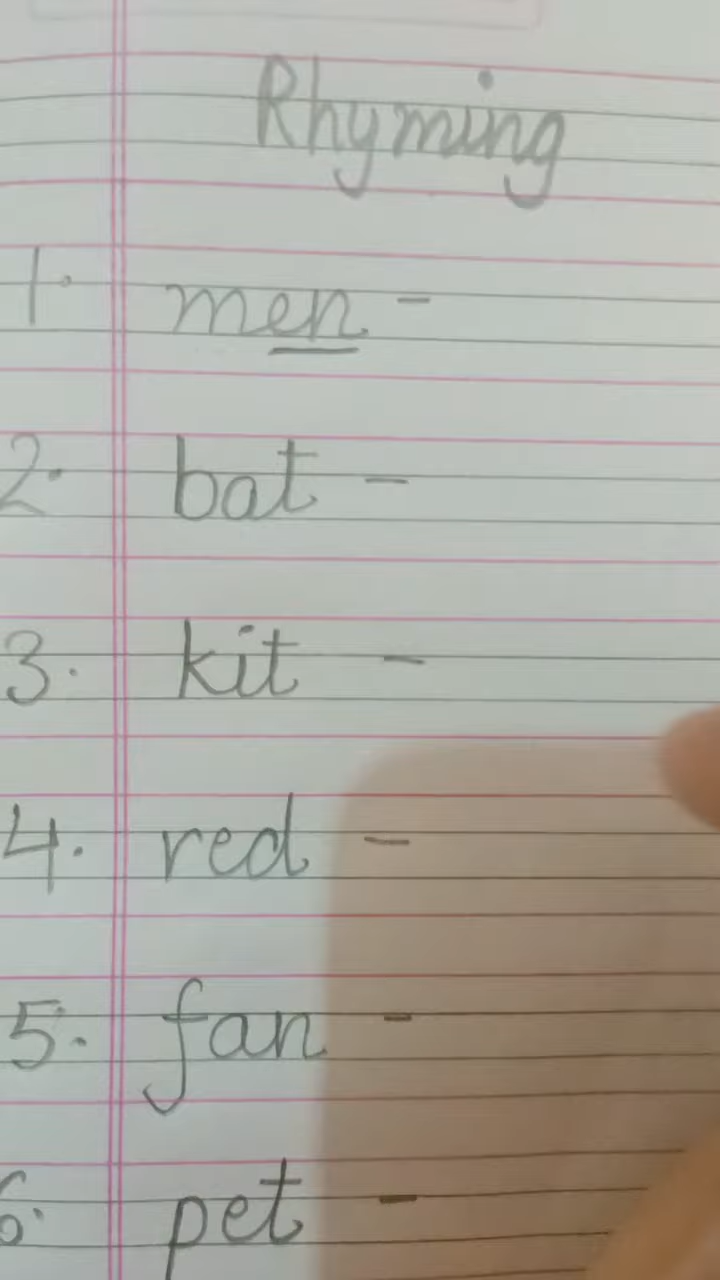 Rhyming
1. men -
2. bat -
3. kit -
4. red -
5. fan -
6. pet -